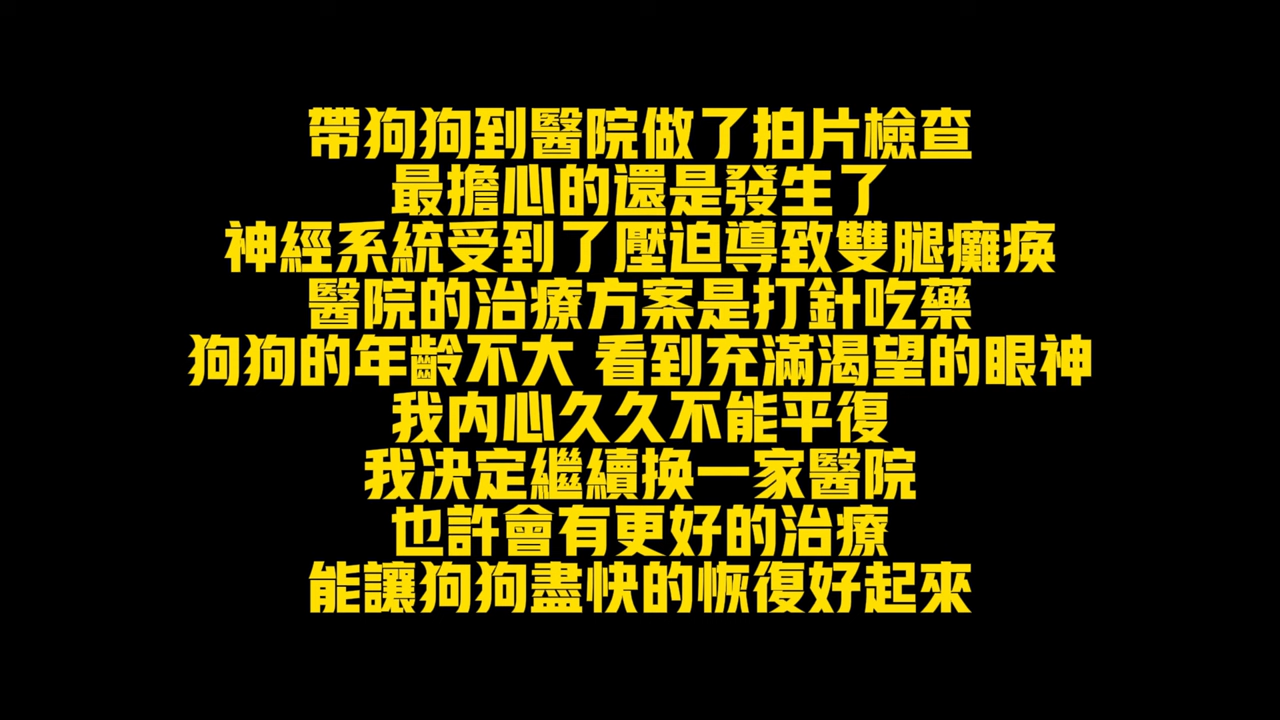 帶狗狗到醫院做了拍片檢查
最擔心的還是發生了
神經系統受到了壓迫導致雙腿癱瘓
醫院的治療方案是打針吃藥
狗狗的年齡不大 看到充滿渴望的眼神
我内心久久不能平復
我决定繼續换一家醫院
也許會有更好的治療
能讓狗狗盡快的恢復好起來